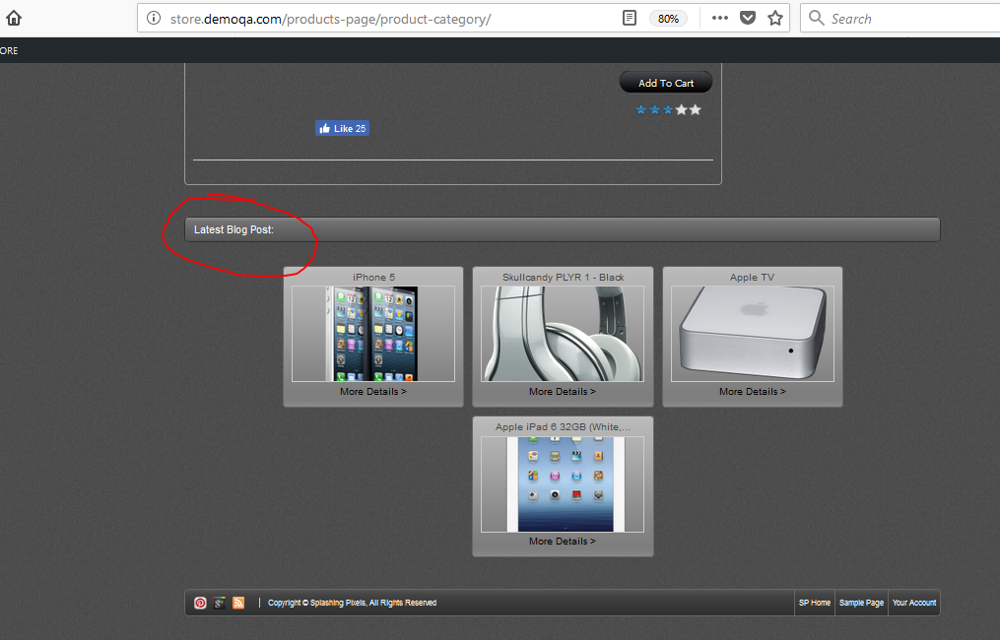 store.demoqa.com/products-page/product-category/
80%
Search
ORE
Add To Cart
Like 25
Latest Blog Post:
iPhone 5
Skullcandy PLYR 1 - Black
Apple TV
More Details >
More Details >
More Details >
Apple iPad 6 32GB (White,...
More Details >
Copyright © Splashing Pixels, All Rights Reserved
SP Home
Sample Page
Your Account